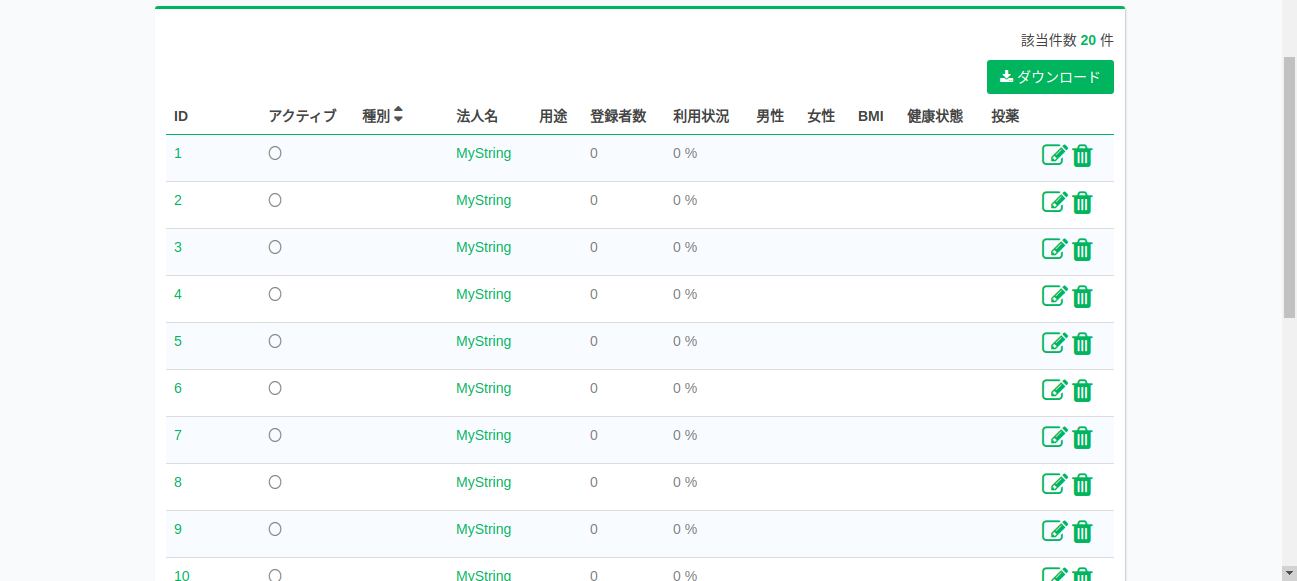 該当件数 20 件
ダウンロード
ID アクティブ 種別 法人名 用途 登録者数 利用状況 男性 女性 BMI 健康状態 投薬
1 〇 MyString 0 0 %
2 〇 MyString 0 0 %
3 〇 MyString 0 0 %
4 〇 MyString 0 0 %
5 〇 MyString 0 0 %
6 〇 MyString 0 0 %
7 〇 MyString 0 0 %
8 〇 MyString 0 0 %
9 〇 MyString 0 0 %
10 〇 MyString 0 0 %